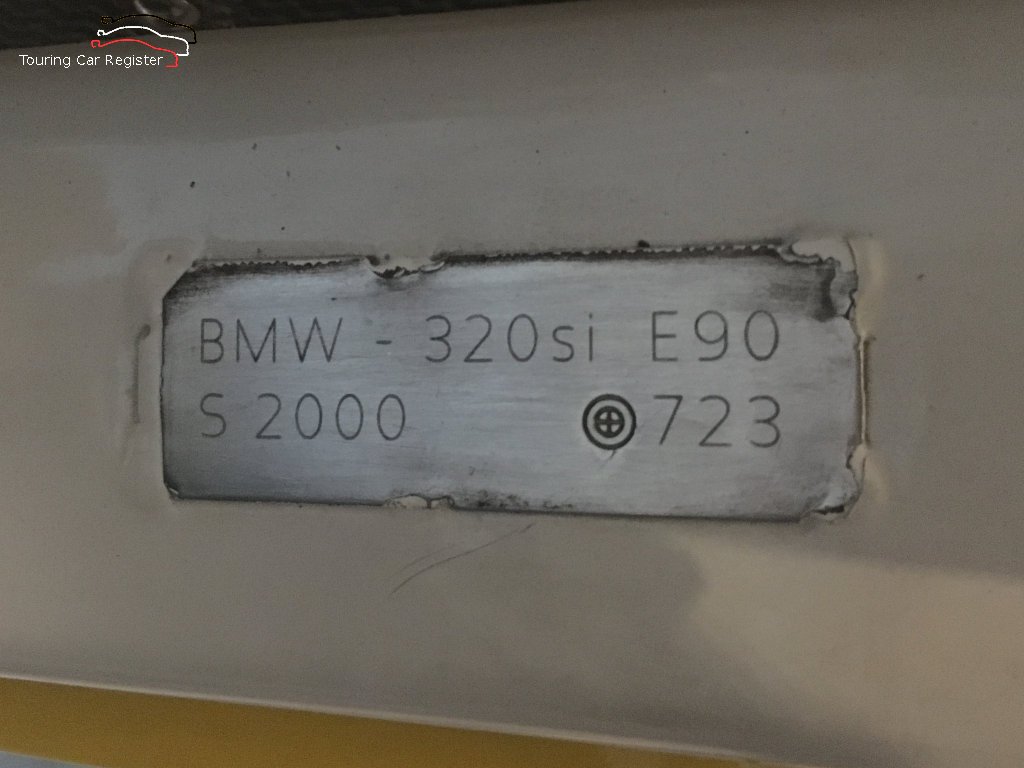 Touring Car Register
BMW - 320si E90
S 2000 723